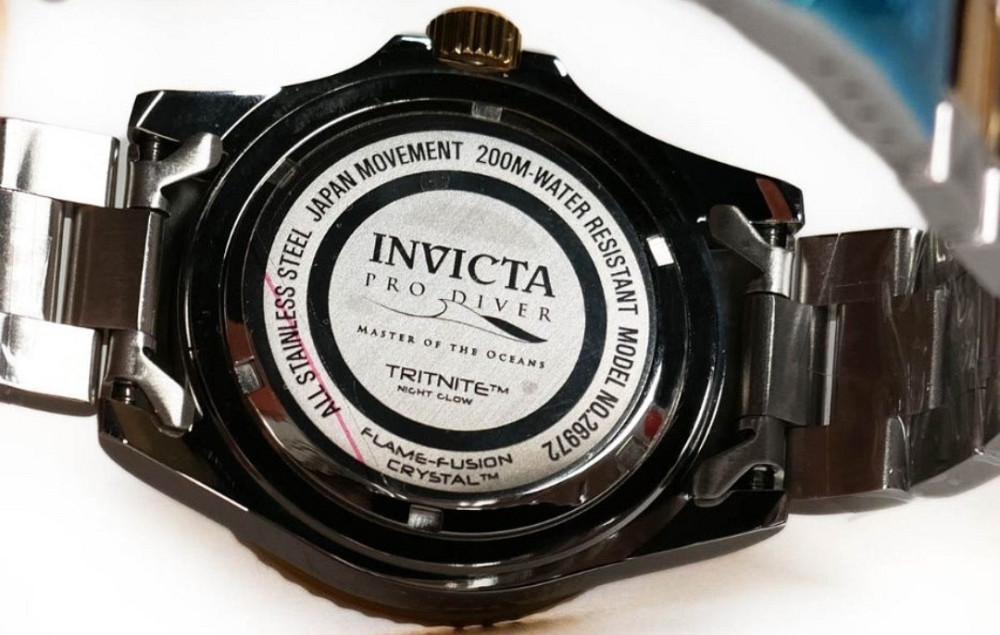 INVICTA
PRO DIVER
MASTER OF THE OCEANS
TRITNITE™
NIGHT GLOW
ALL STAINLESS STEEL JAPAN MOVEMENT 200M-WATER RESISTANT MODEL NO.26972
FLAME-FUSION
CRYSTAL™